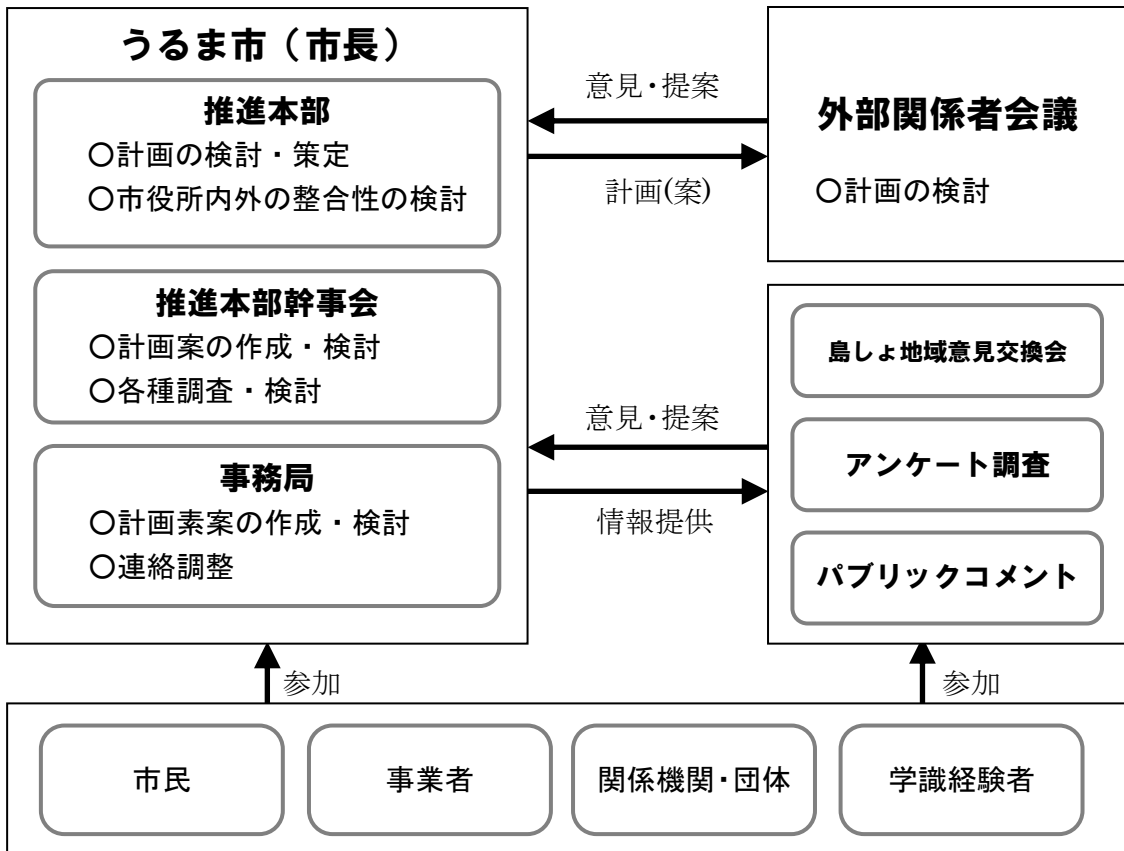 うるま市（市長）
推進本部
〇計画の検討・策定
〇市役所内外の整合性の検討
推進本部幹事会
〇計画案の作成・検討
〇各種調査・検討
事務局
〇計画素案の作成・検討
〇連絡調整
意見・提案
計画(案)
外部関係者会議
〇計画の検討
意見・提案
情報提供
島しょ地域意見交換会
アンケート調査
パブリックコメント
参加
参加
市民
事業者
関係機関・団体
学識経験者